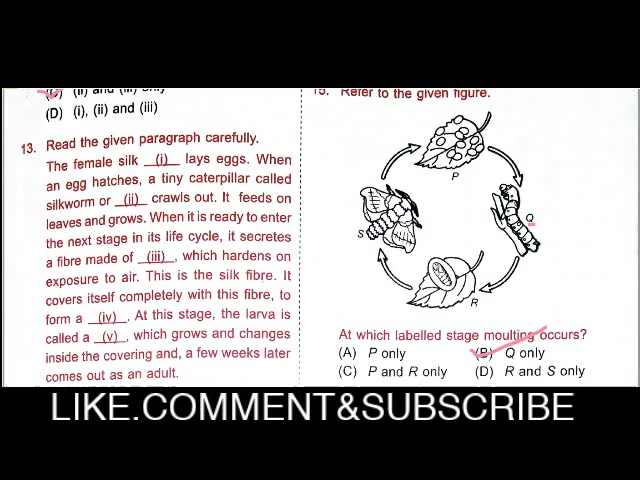 (C) (ii) and (iii) only
(D) (i), (ii) and (iii)
13. Read the given paragraph carefully.
The female silk (i) lays eggs. When
an egg hatches, a tiny caterpillar called
silkworm or (ii) crawls out. It feeds on
leaves and grows. When it is ready to enter
the next stage in its life cycle, it secretes
a fibre made of (iii), which hardens on
exposure to air. This is the silk fibre. It
covers itself completely with this fibre, to
form a (iv). At this stage, the larva is
called a (v), which grows and changes
inside the covering and, a few weeks later
comes out as an adult.
15. Refer to the given figure.
P
Q
S
R
At which labelled stage moulting occurs?
(A) P only (B) Q only
(C) P and R only (D) R and S only
LIKE.COMMENT&SUBSCRIBE